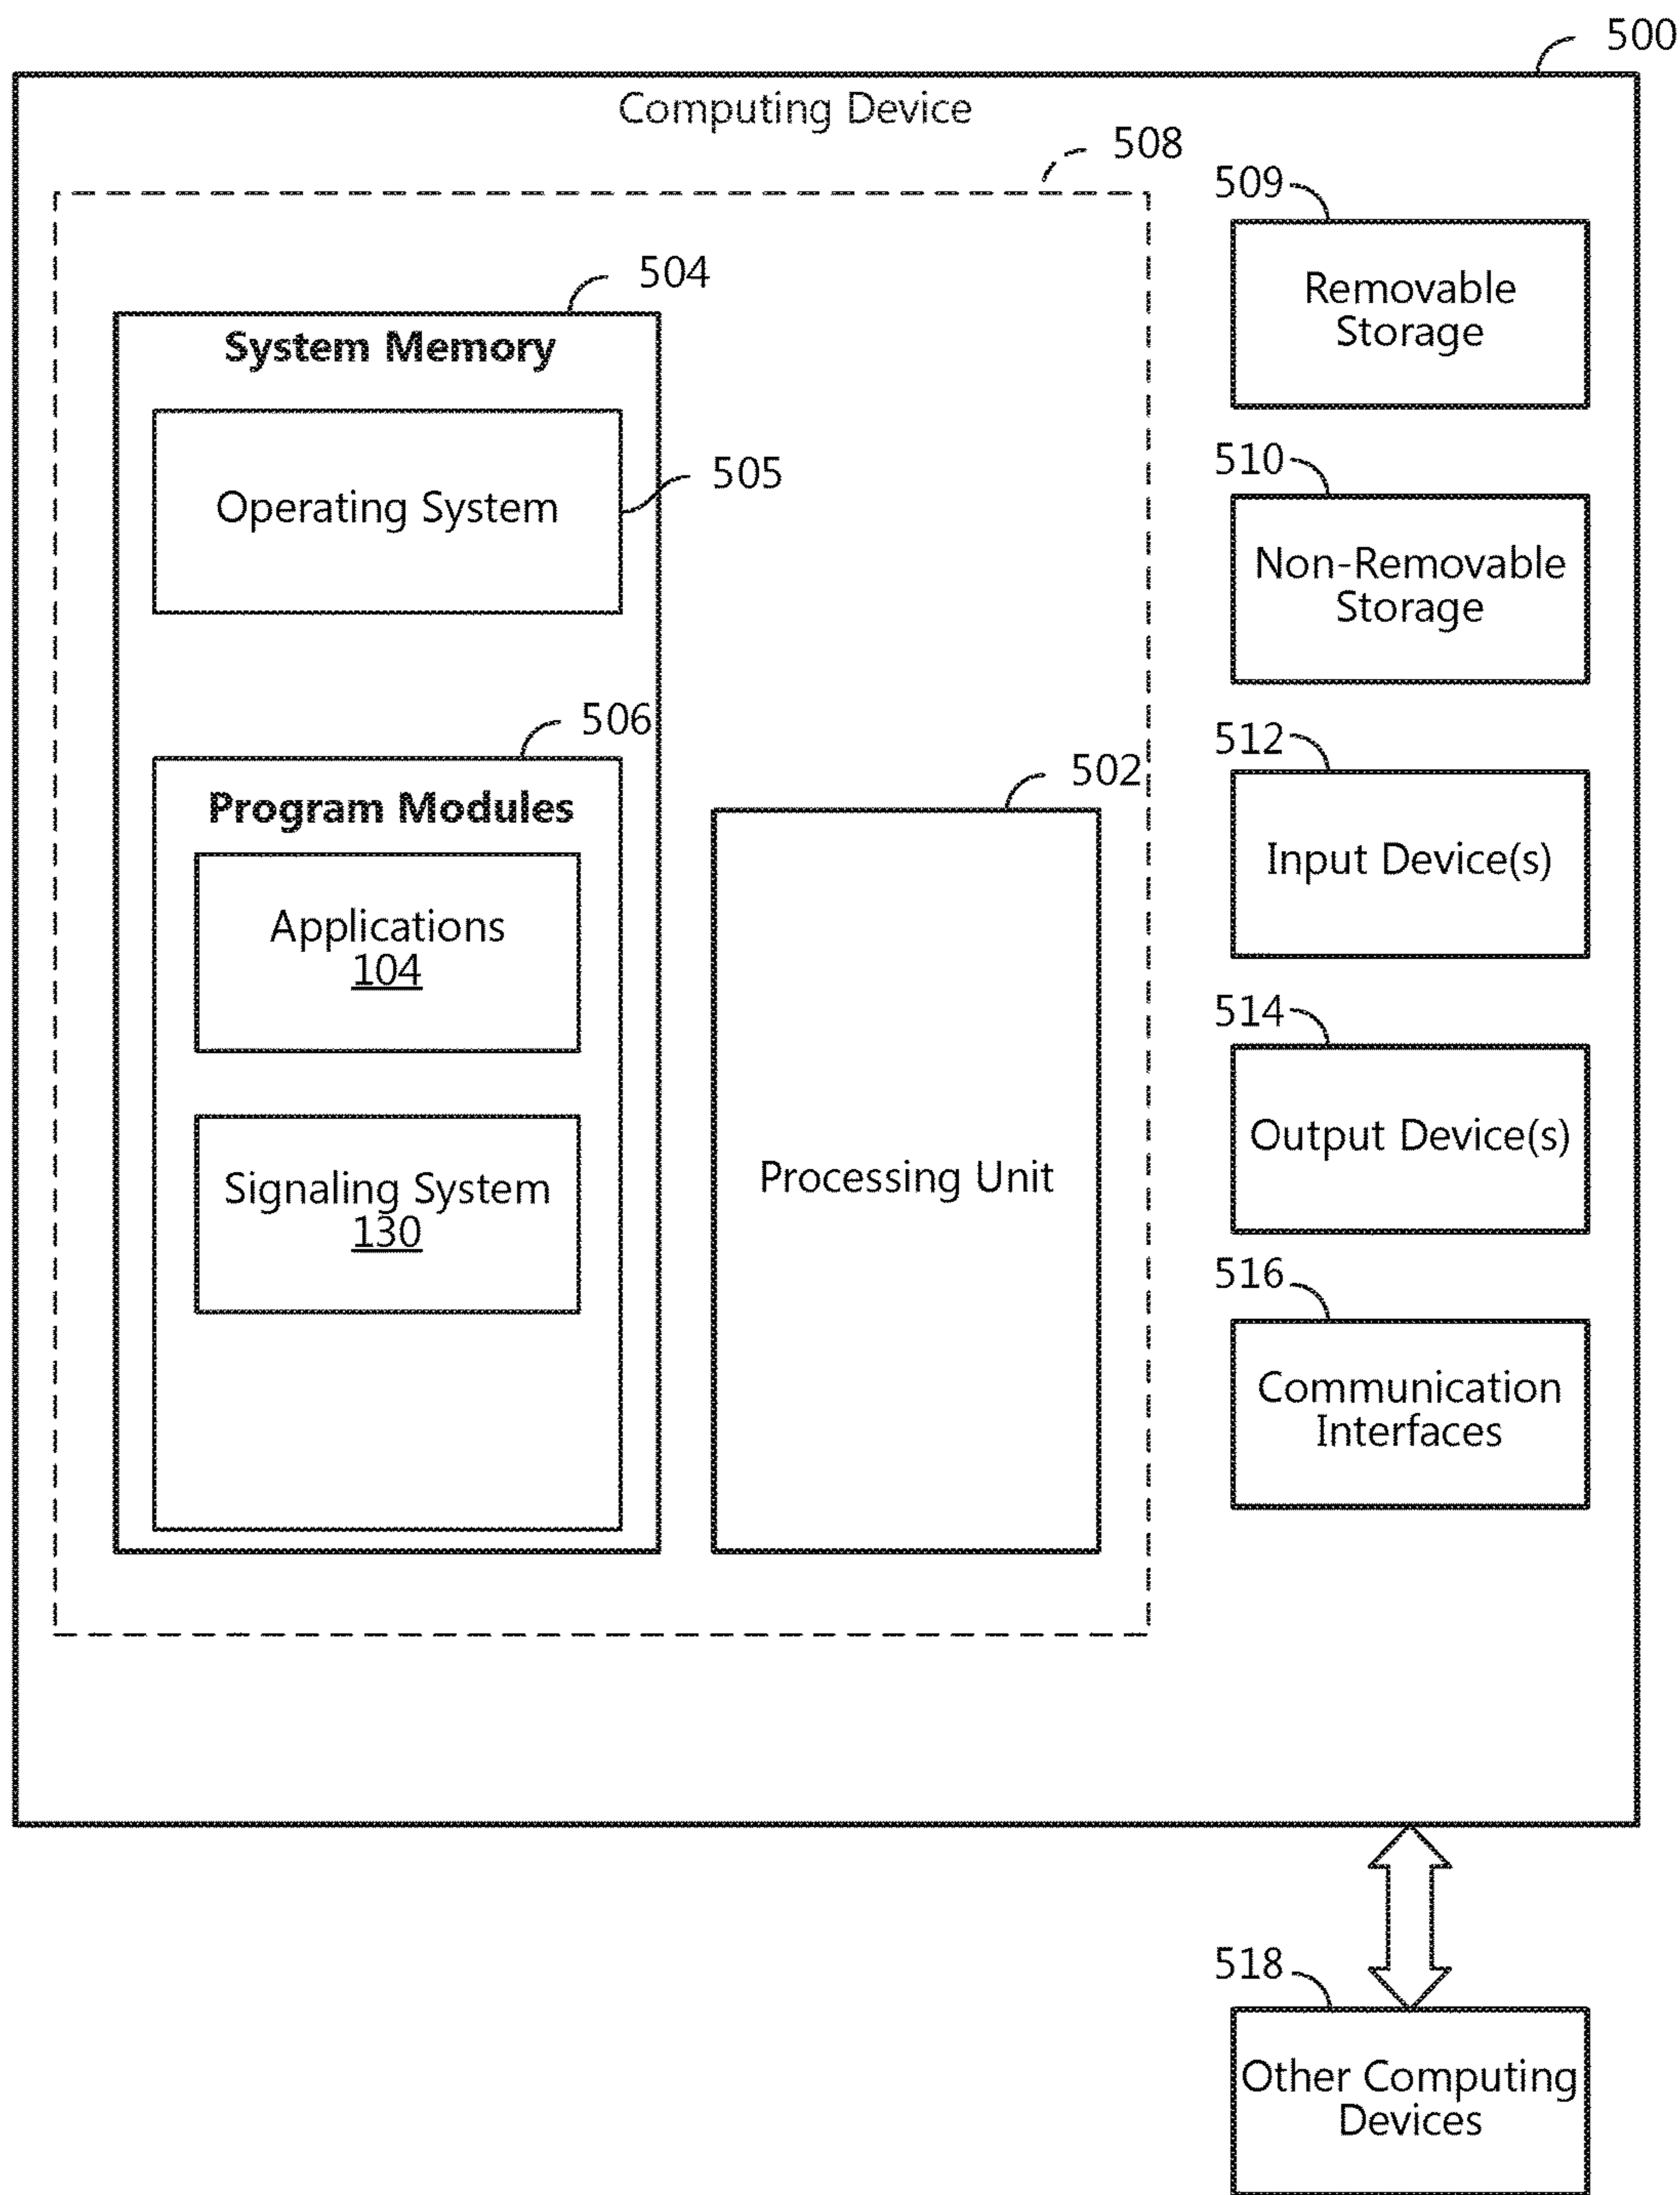 500
Computing Device
508
509
Removable
Storage
504
System Memory
Operating System
505
510
Non-Removable
Storage
506
Program Modules
Applications
104
Signaling System
130
502
Processing Unit
512
Input Device(s)
514
Output Device(s)
516
Communication
Interfaces
518
Other Computing
Devices